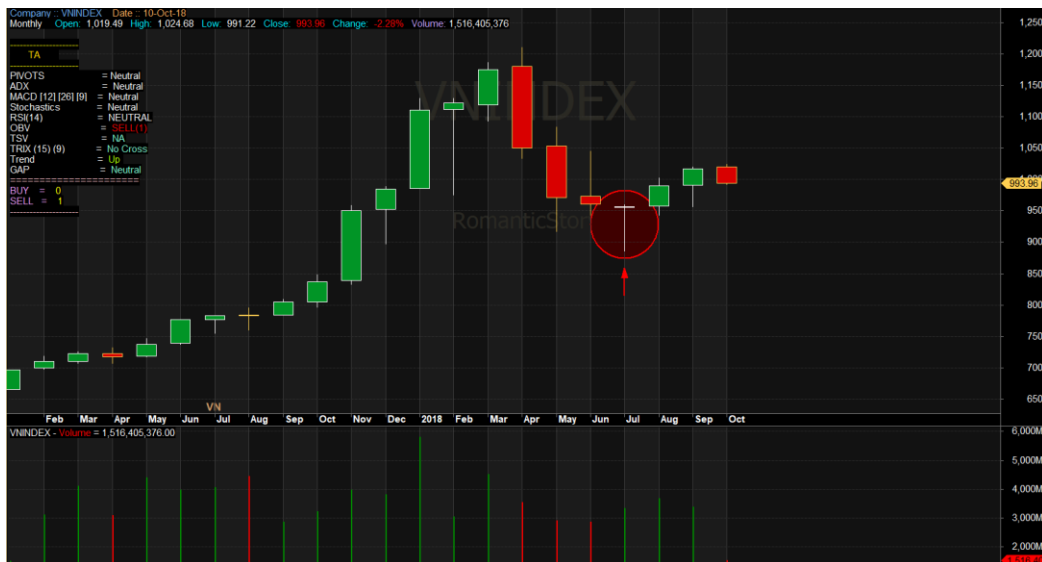 Company :: VNINDEX Date :: 10-Oct-18
Monthly Open: 1,019.49 High: 1,024.68 Low: 991.22 Close: 993.96 Change: -2.28% Volume: 1,516,405,376
TA
PIVOTS = Neutral
ADX = Neutral
MACD [12] [26] [9] = Neutral
Stochastics = Neutral
RSI(14) = NEUTRAL
OBV = SELL(1)
TSV = NA
TRIX (15) (9) = No Cross
Trend = Up
GAP = Neutral
======================
BUY = 0
SELL = 1
VNINDEX
1,250
1,200
1,150
1,100
1,050
993.96
950
900
850
800
750
700
650
VN
Feb Mar Apr May Jun Jul Aug Sep Oct Nov Dec 2018 Feb Mar Apr May Jun Jul Aug Sep Oct
VNINDEX - Volume = 1,516,405,376.00
6,000M
5,000M
4,000M
3,000M
2,000M